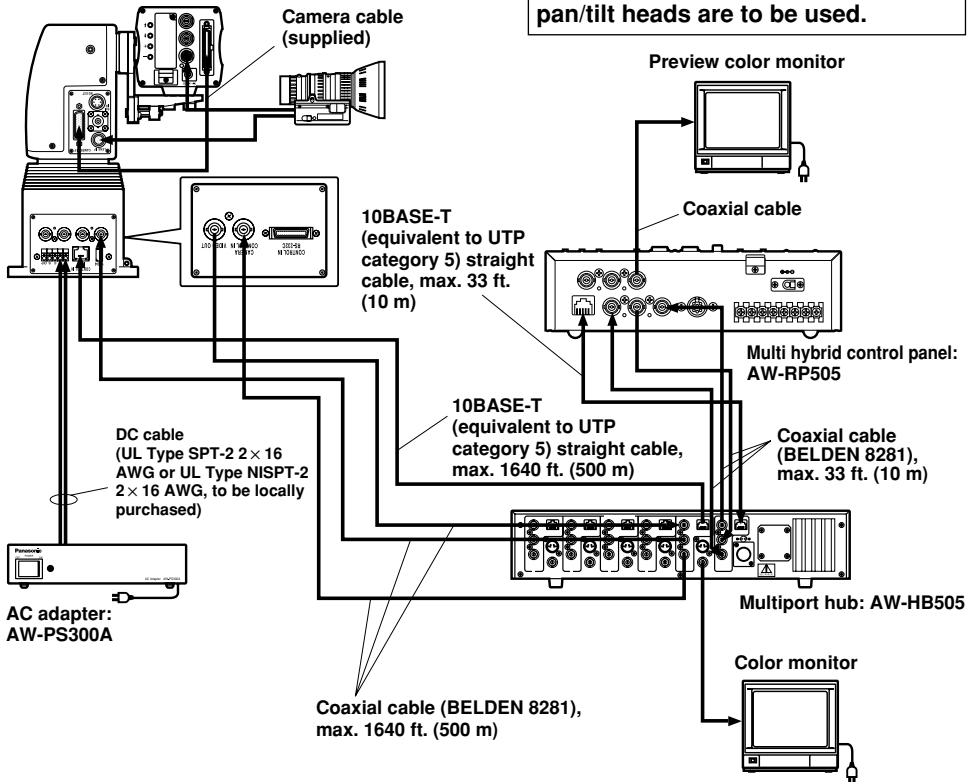 pan/tilt heads are to be used.
Camera cable
(supplied)
Preview color monitor
Coaxial cable
10BASE-T
(equivalent to UTP
category 5) straight
cable, max. 33 ft.
(10 m)
Multi hybrid control panel:
AW-RP505
10BASE-T
(equivalent to UTP
category 5) straight cable,
max. 1640 ft. (500 m)
Coaxial cable
(BELDEN 8281),
max. 33 ft. (10 m)
DC cable
(UL Type SPT-2 2 × 16
AWG or UL Type NISPT-2
2 × 16 AWG, to be locally
purchased)
VIDEO OUT
CAMERA
CONTROL IN
CONTROL IN
RS-232C
Panasonic
AC adapter:
AW-PS300A
Multiport hub: AW-HB505
Color monitor
Coaxial cable (BELDEN 8281),
max. 1640 ft. (500 m)